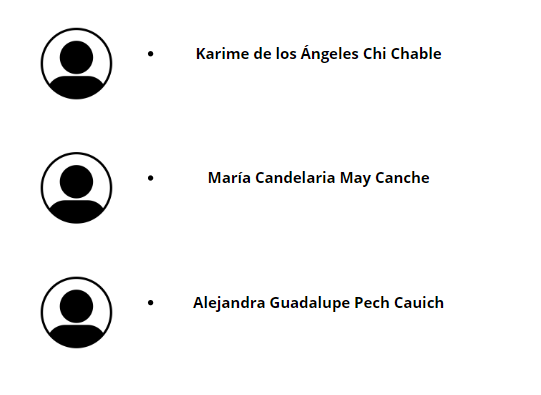 • Karime de los Ángeles Chi Chable
• María Candelaria May Canche
• Alejandra Guadalupe Pech Cauich